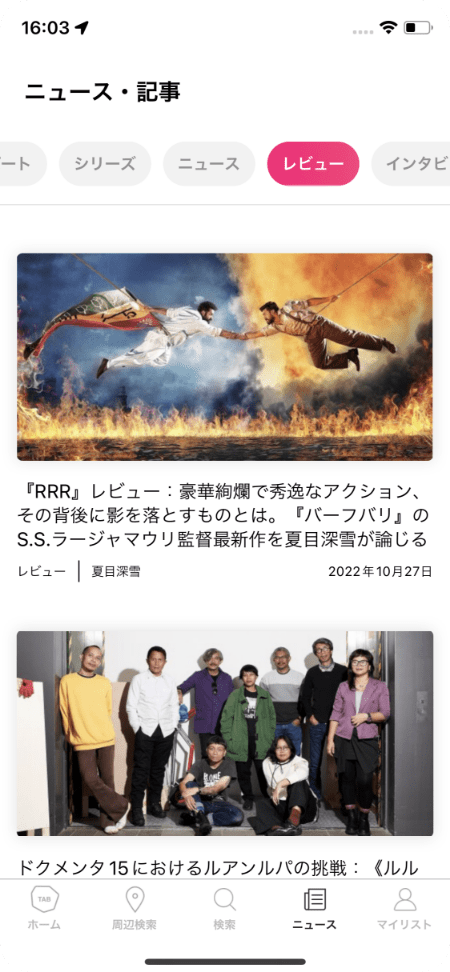 16:03
ニュース・記事
ート シリーズ ニュース レビュー インタビ
『RRR』レビュー：豪華絢爛で秀逸なアクション、
その背後に影を落とすものとは。『バーフバリ』の
S.S.ラージャマウリ監督最新作を夏目深雪が論じる
レビュー 夏目深雪 2022年10月27日
ドクメンタ15におけるルアンルパの挑戦：《ルル
TAB
ホーム 周辺検索 検索 ニュース マイリスト